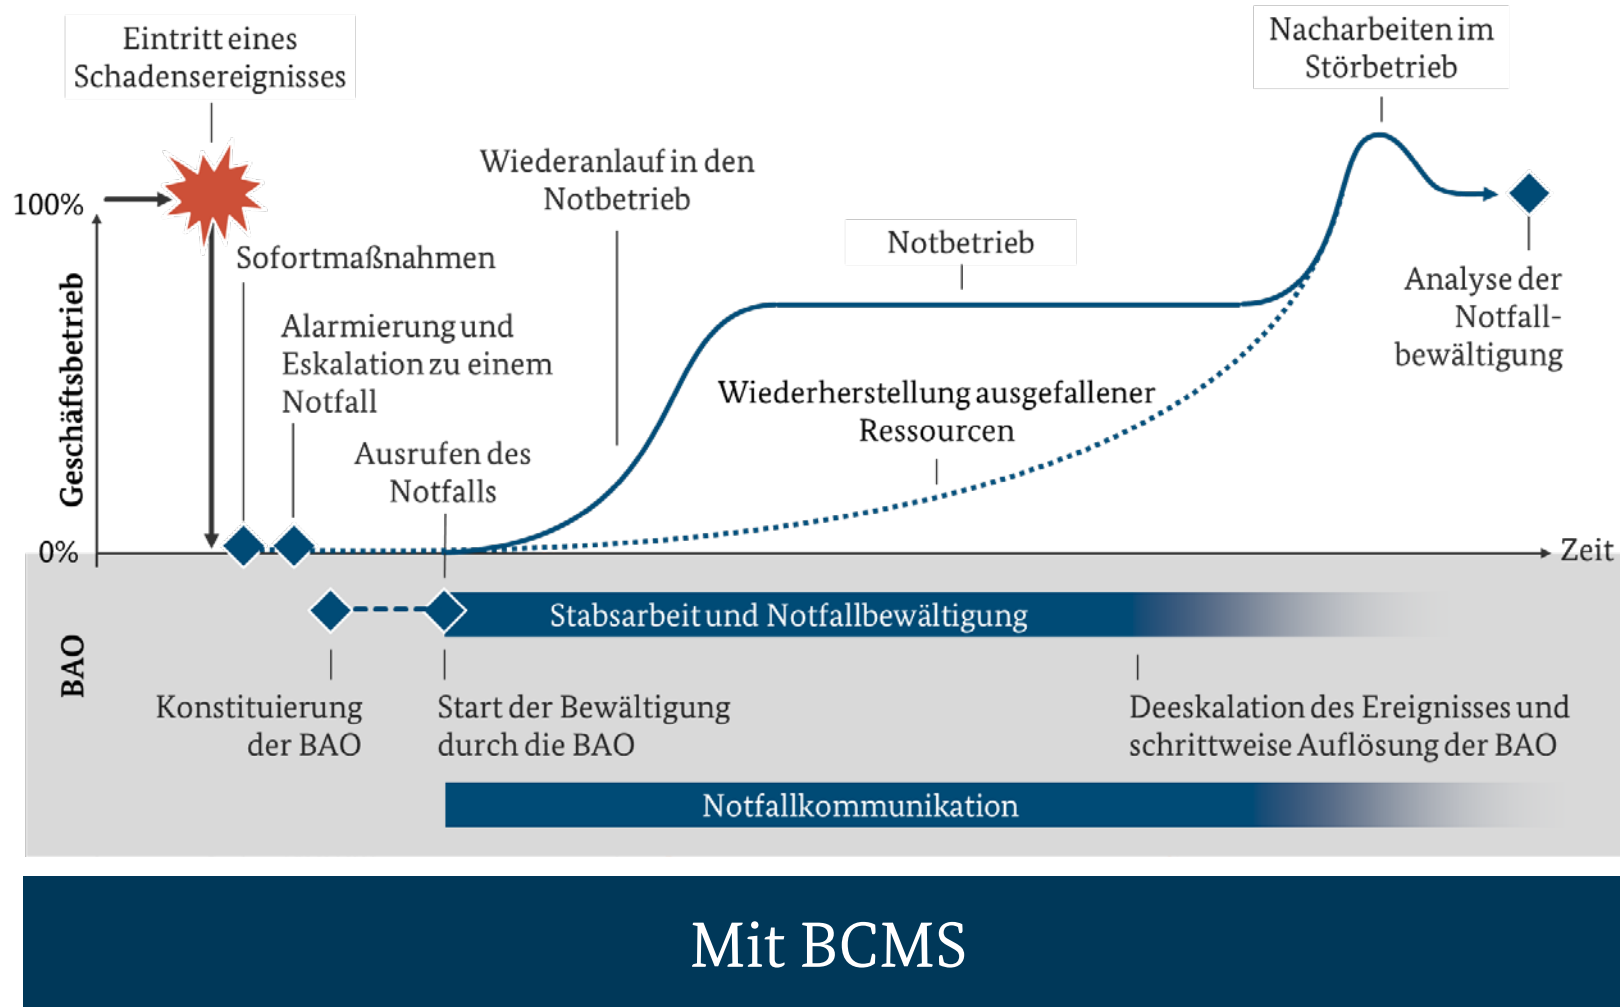 Eintritt eines
Schadensereignisses
Nacharbeiten im
Störbetrieb
Wiederanlauf in den
Notbetrieb
100%
Notbetrieb
Sofortmaßnahmen
Analyse der
Notfall-
bewältigung
Alarmierung und
Eskalation zu einem
Notfall
Geschäftsbetrieb
Wiederherstellung ausgefallener
Ressourcen
Ausrufen des
Notfalls
0%
Zeit
Stabsarbeit und Notfallbewältigung
BAO
Konstituierung
der BAO
Start der Bewältigung
durch die BAO
Deeskalation des Ereignisses und
schrittweise Auflösung der BAO
Notfallkommunikation
Mit BCMS